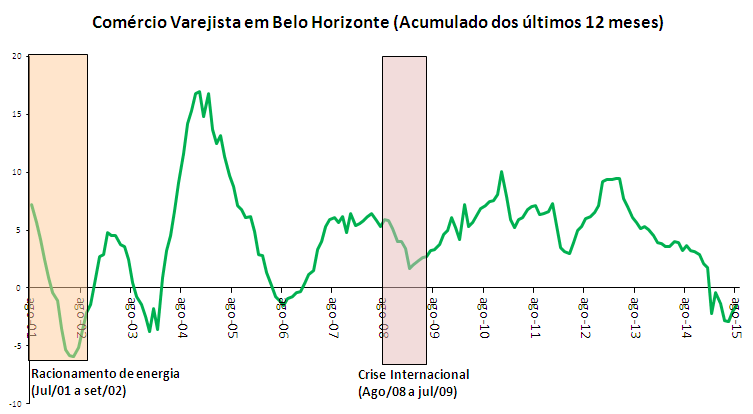 Comércio Varejista em Belo Horizonte (Acumulado dos últimos 12 meses)
20
15
10
5
0
-5
-10
ago-01
ago-02
ago-03
ago-04
ago-05
ago-06
ago-07
ago-08
ago-09
ago-10
ago-11
ago-12
ago-13
ago-14
ago-15
Racionamento de energia
(Jul/01 a set/02)
Crise Internacional
(Ago/08 a jul/09)